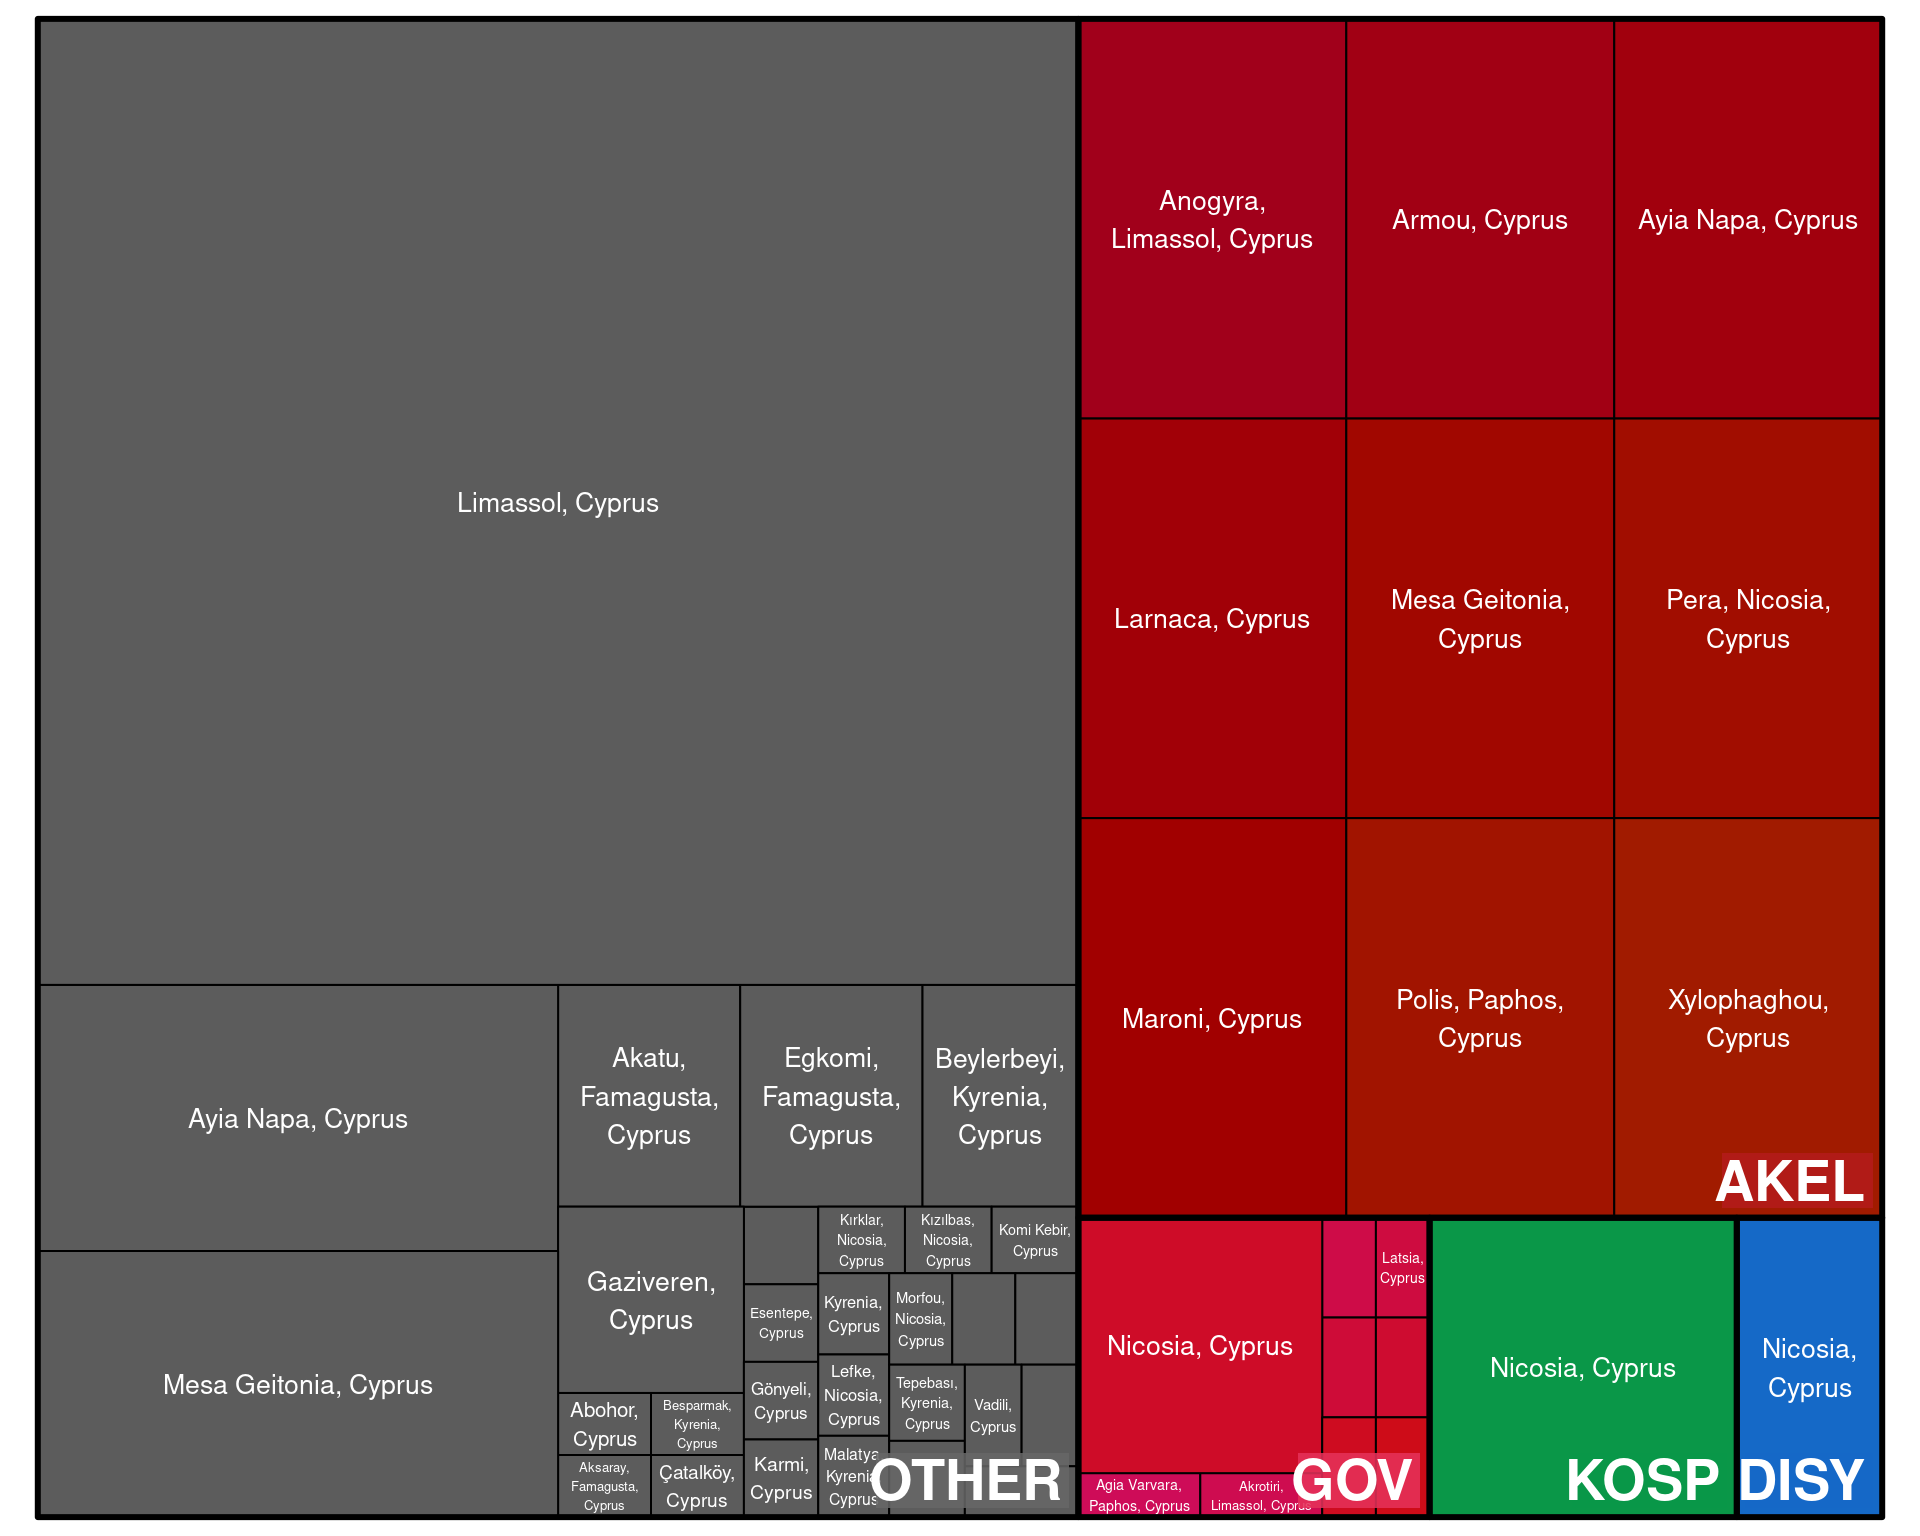 Limassol, Cyprus
Ayia Napa, Cyprus
Mesa Geitonia, Cyprus
Akatu,
Famagusta,
Cyprus
Egkomi,
Famagusta,
Cyprus
Beylerbeyi,
Kyrenia,
Cyprus
Gaziveren,
Cyprus
Abohor,
Cyprus
Besparmak,
Kyrenia,
Cyprus
Aksaray,
Famagusta,
Cyprus
Çatalköy,
Cyprus
Esentepe,
Cyprus
Gönyeli,
Cyprus
Karmi,
Cyprus
Kırklar,
Nicosia,
Cyprus
Kızılbas,
Nicosia,
Cyprus
Komi Kebir,
Cyprus
Kyrenia,
Cyprus
Lefke,
Nicosia,
Cyprus
Malatya
Kyrenia
Cyprus
Morfou,
Nicosia,
Cyprus
Tepebası,
Kyrenia,
Cyprus
Vadili,
Cyprus
OTHER
Anogyra,
Limassol, Cyprus
Armou, Cyprus
Ayia Napa, Cyprus
Larnaca, Cyprus
Mesa Geitonia,
Cyprus
Pera, Nicosia,
Cyprus
Maroni, Cyprus
Polis, Paphos,
Cyprus
Xylophaghou,
Cyprus
AKEL
Nicosia, Cyprus
Latsia,
Cyprus
Agia Varvara,
Paphos, Cyprus
Akrotiri,
Limassol, Cyprus
GOV
Nicosia, Cyprus
KOSP
Nicosia,
Cyprus
DISY